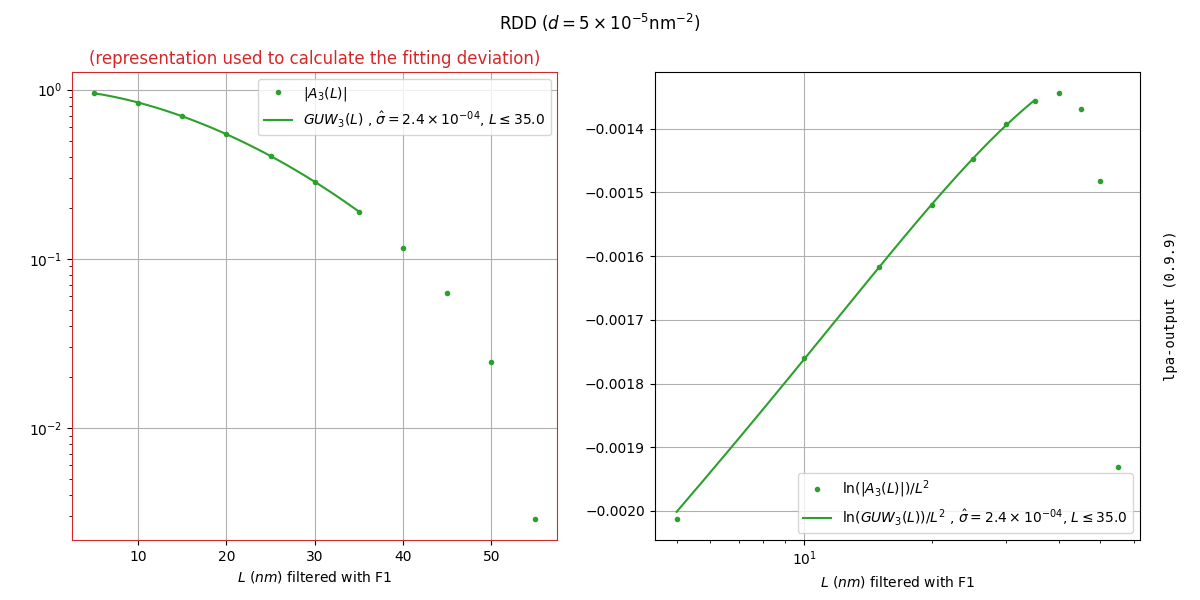 RDD (d = 5 × 10⁻⁵nm⁻²)
(representation used to calculate the fitting deviation)
|A₃(L)|
GUW₃(L) , σ̂ = 2.4 × 10⁻⁰⁴, L ≤ 35.0
10⁰
10⁻¹
10⁻²
10
20
30
40
50
L (nm) filtered with F1
−0.0014
−0.0015
−0.0016
−0.0017
−0.0018
−0.0019
−0.0020
ln(|A₃(L)|)/L²
ln(GUW₃(L))/L² , σ̂ = 2.4 × 10⁻⁰⁴, L ≤ 35.0
10¹
L (nm) filtered with F1
lpa-output (0.9.9)